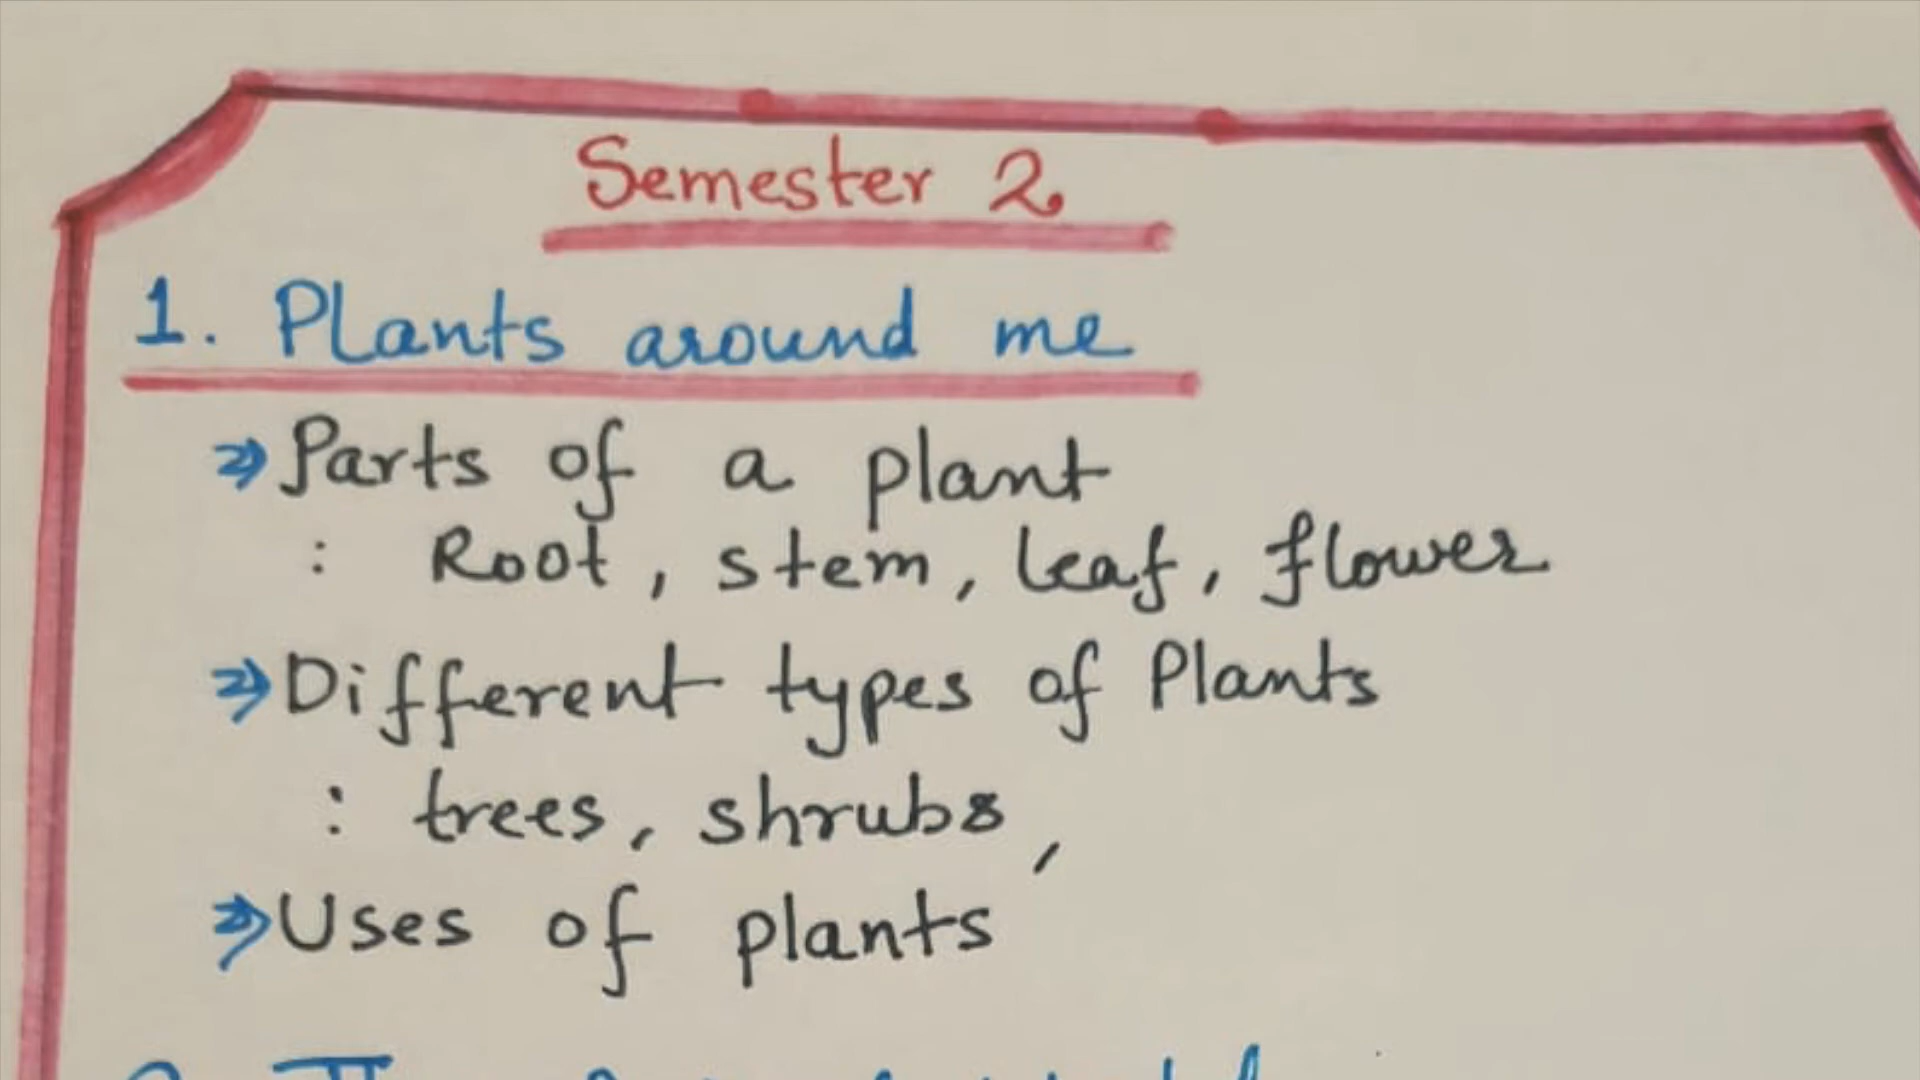 Semester 2
1. Plants around me
⇒ Parts of a plant
: Root, stem, leaf, flower
⇒ Different types of Plants
: trees, shrubs,
⇒ Uses of plants